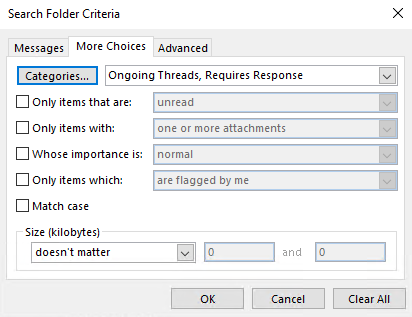 Search Folder Criteria
Messages More Choices Advanced
Categories... Ongoing Threads, Requires Response
Only items that are: unread
Only items with: one or more attachments
Whose importance is: normal
Only items which: are flagged by me
Match case
Size (kilobytes)
doesn't matter 0 and 0
OK Cancel Clear All